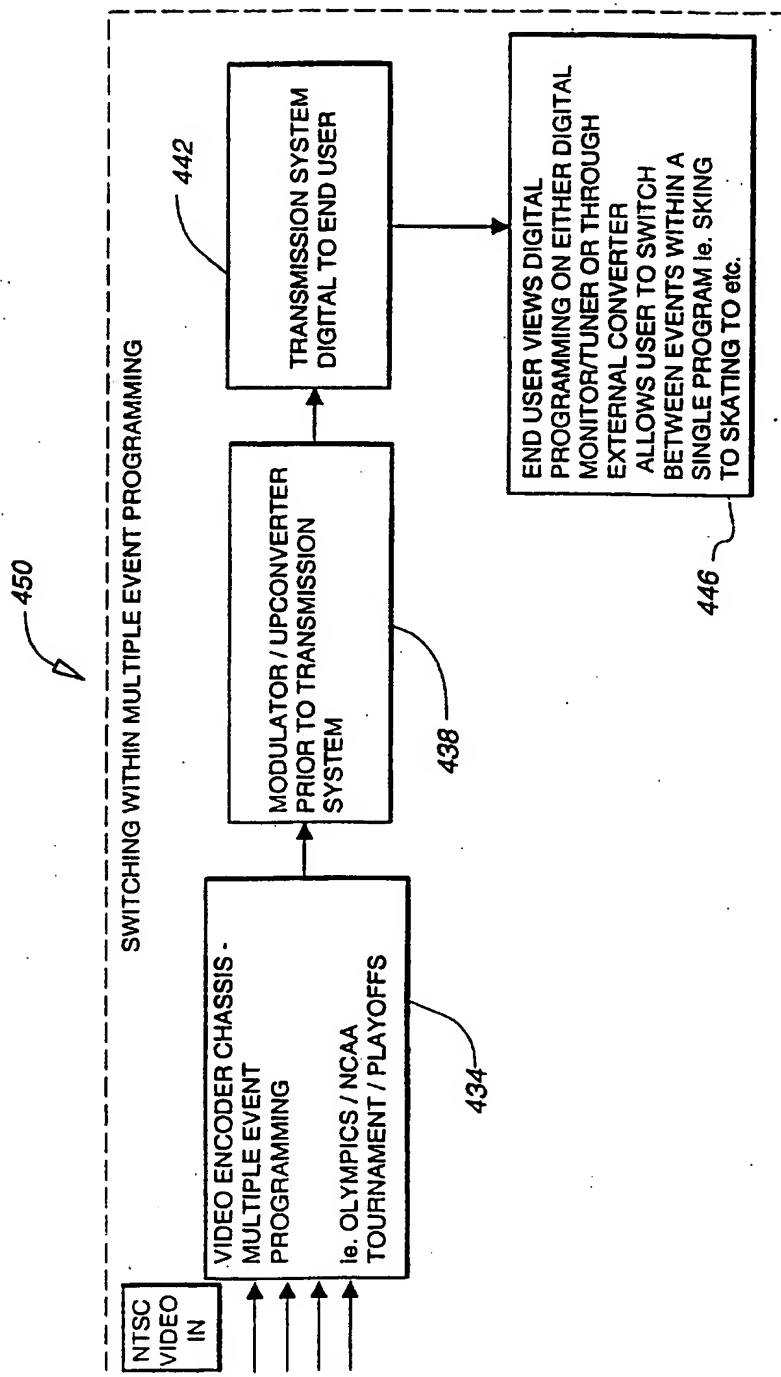 450
SWITCHING WITHIN MULTIPLE EVENT PROGRAMMING
NTSC
VIDEO
IN
VIDEO ENCODER CHASSIS -
MULTIPLE EVENT
PROGRAMMING
ie. OLYMPICS / NCAA
TOURNAMENT / PLAYOFFS
434
MODULATOR / UPCONVERTER
PRIOR TO TRANSMISSION
SYSTEM
438
TRANSMISSION SYSTEM
DIGITAL TO END USER
442
END USER VIEWS DIGITAL
PROGRAMMING ON EITHER DIGITAL
MONITOR/TUNER OR THROUGH
EXTERNAL CONVERTER
ALLOWS USER TO SWITCH
BETWEEN EVENTS WITHIN A
SINGLE PROGRAM ie. SKING
TO SKATING TO etc.
446